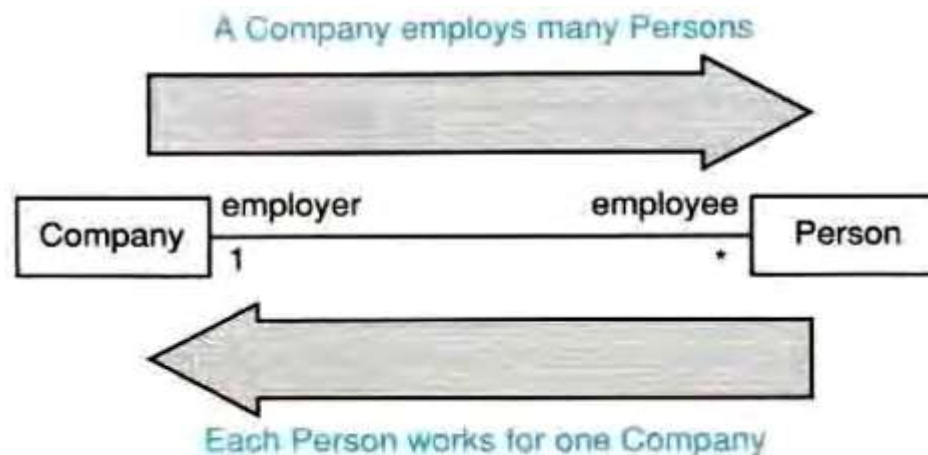 A Company employs many Persons
employer employee
Company Person
1 *
Each Person works for one Company